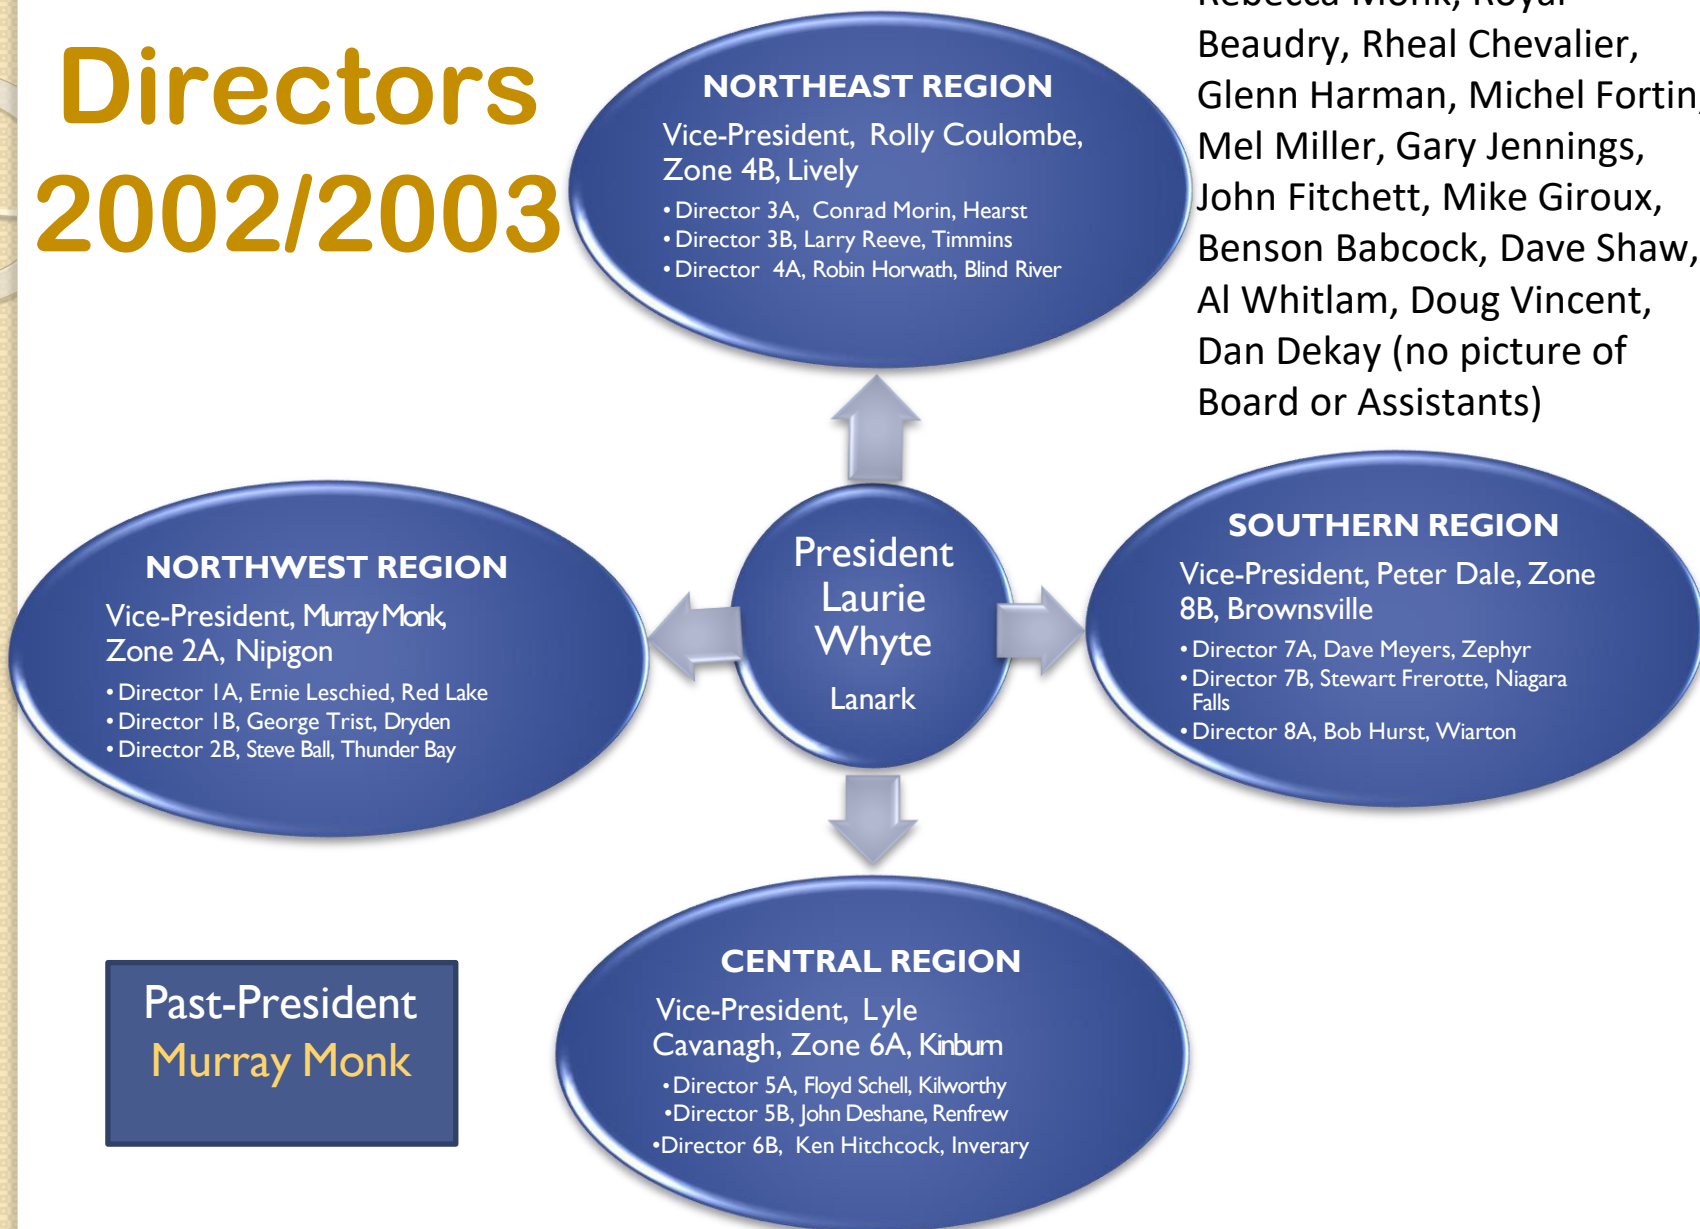 Directors
2002/2003
Rebecca Monk, Royal
Beaudry, Rheal Chevalier,
Glenn Harman, Michel Fortin,
Mel Miller, Gary Jennings,
John Fitchett, Mike Giroux,
Benson Babcock, Dave Shaw,
Al Whitlam, Doug Vincent,
Dan Dekay (no picture of
Board or Assistants)
NORTHEAST REGION
Vice-President, Rolly Coulombe,
Zone 4B, Lively
• Director 3A, Conrad Morin, Hearst
• Director 3B, Larry Reeve, Timmins
• Director 4A, Robin Horwath, Blind River
NORTHWEST REGION
Vice-President, Murray Monk,
Zone 2A, Nipigon
• Director 1A, Ernie Leschied, Red Lake
• Director 1B, George Trist, Dryden
• Director 2B, Steve Ball, Thunder Bay
President
Laurie
Whyte
Lanark
SOUTHERN REGION
Vice-President, Peter Dale, Zone
8B, Brownsville
• Director 7A, Dave Meyers, Zephyr
• Director 7B, Stewart Frerotte, Niagara
Falls
• Director 8A, Bob Hurst, Wiarton
CENTRAL REGION
Vice-President, Lyle
Cavanagh, Zone 6A, Kinburn
• Director 5A, Floyd Schell, Kilworthy
• Director 5B, John Deshane, Renfrew
• Director 6B, Ken Hitchcock, Inverary
Past-President
Murray Monk